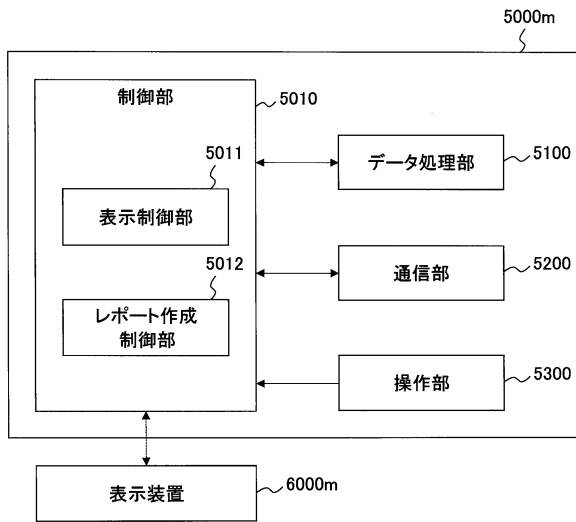 5000m
制御部
5010
5011
表示制御部
5012
レポート作成
制御部
データ処理部
5100
通信部
5200
操作部
5300
表示装置
6000m